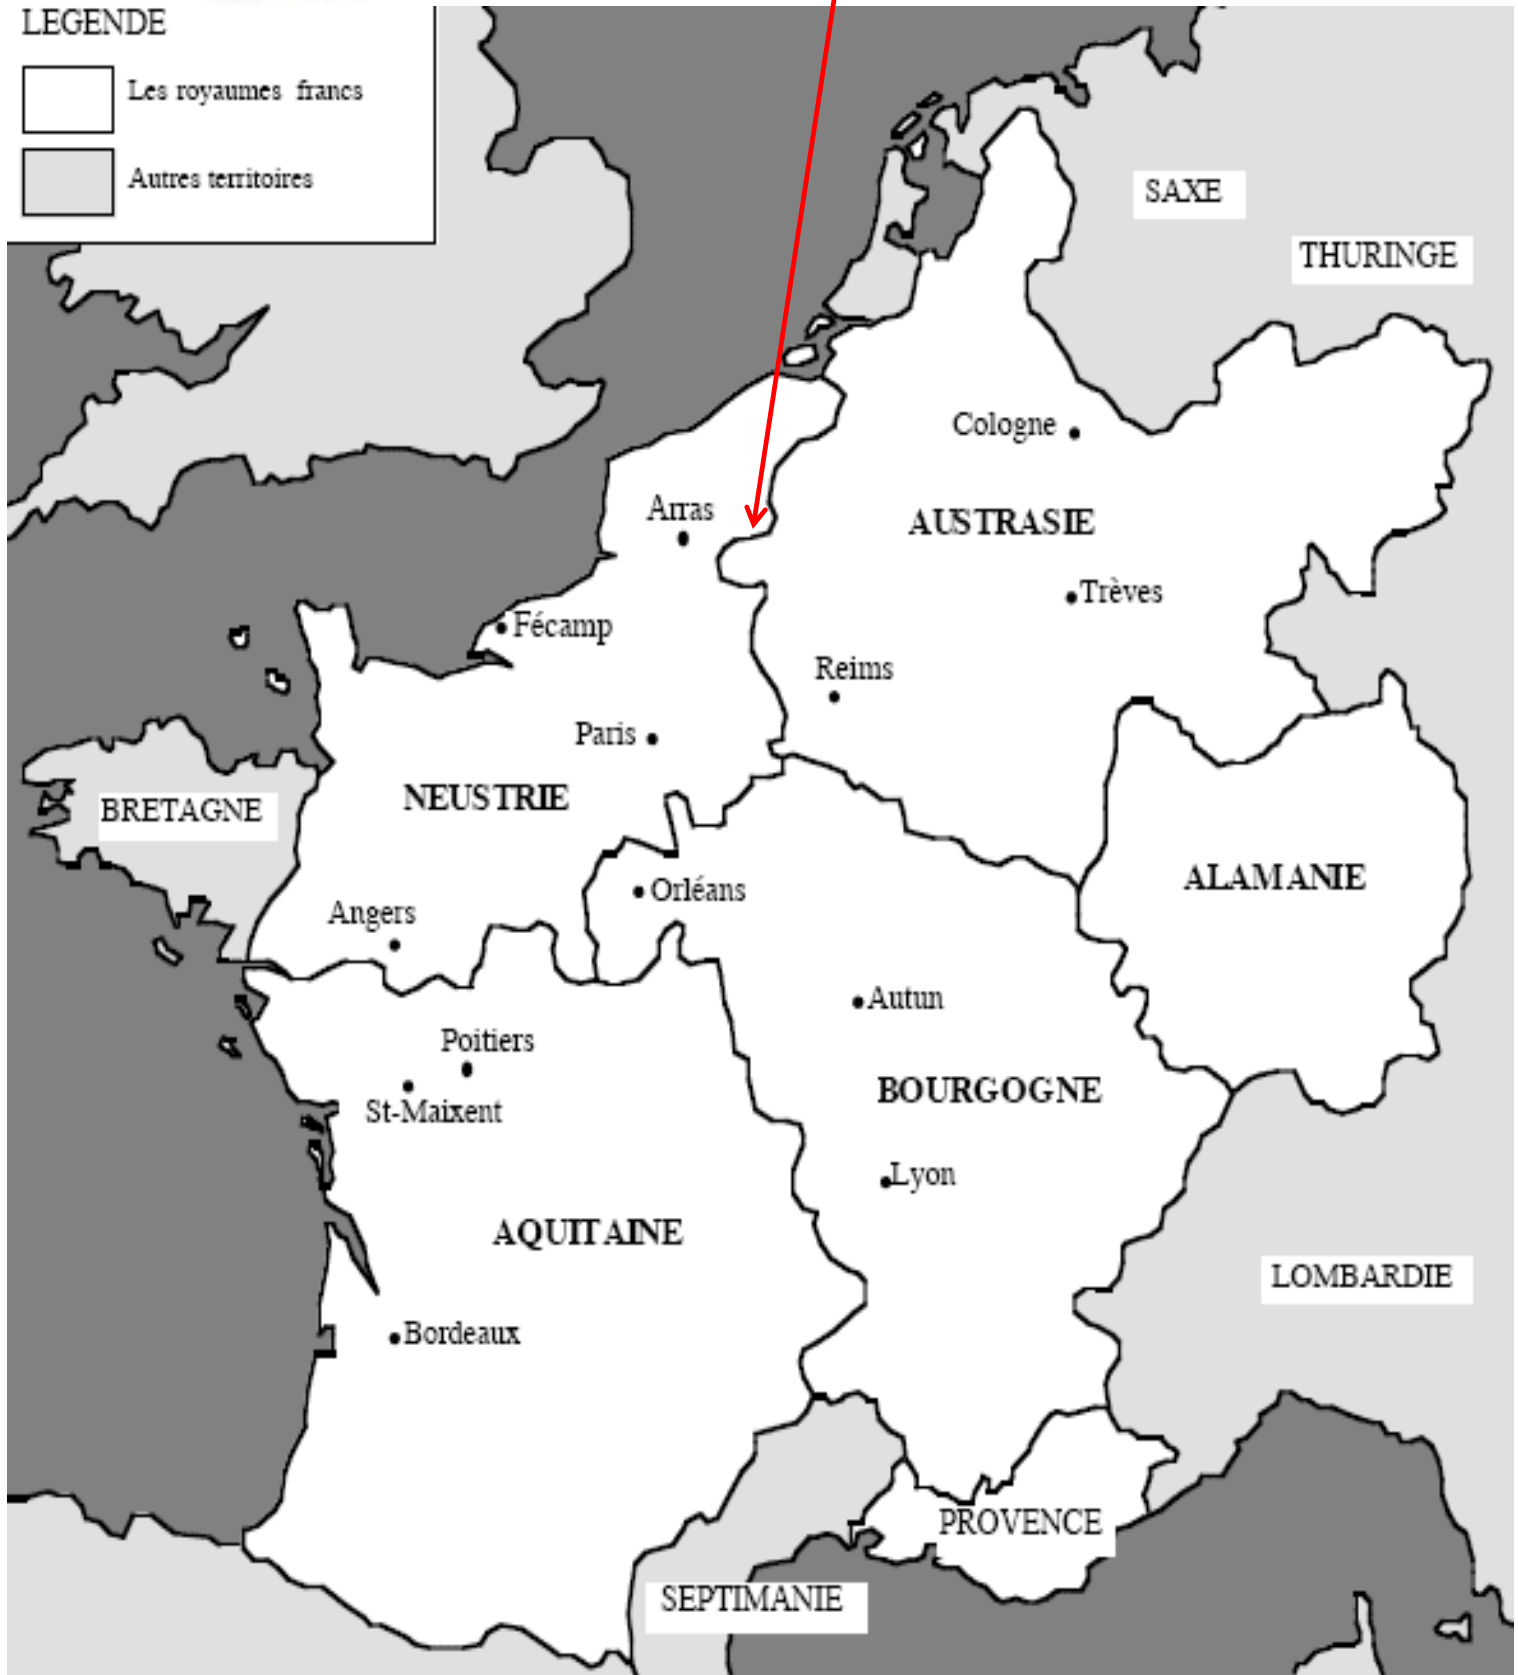 LEGENDE
Les royaumes francs
Autres territoires
SAXE
THURINGE
Cologne
Arras
AUSTRASIE
Trèves
Fécamp
Reims
Paris
NEUSTRIE
BRETAGNE
ALAMANIE
Orléans
Angers
Autun
Poitiers
BOURGOGNE
St-Maixent
Lyon
AQUITAINE
LOMBARDIE
Bordeaux
PROVENCE
SEPTIMANIE